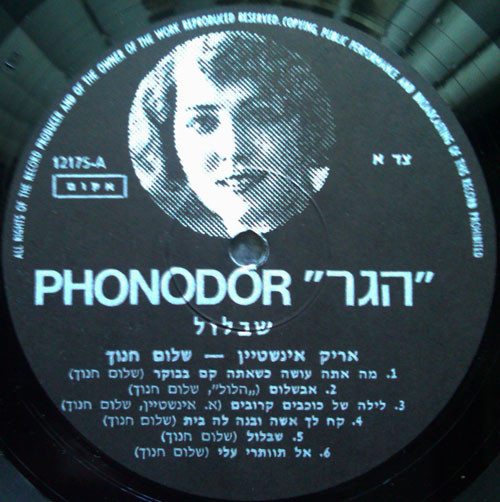 ALL RIGHTS OF THE RECORD PRODUCER AND OF THE OWNER OF THE WORK REPRODUCED RESERVED. COPYING, PUBLIC PERFORMANCE AND BROADCASTING OF THIS RECORD PROHIBITED
צד א
12175-A
אקום
PHONODOR "הגר"
שבלול
אריק אינשטיין — שלום חנוך
1. מה אתה עושה כשאתה קם בבוקר (שלום חנוך)
2. אבשלום („הלול", שלום חנוך)
3. לילה של כוכבים קרובים (א. אינשטיין, שלום חנוך)
4. קח לך אשה ובנה לה בית (שלום חנוך)
5. שבלול (שלום חנוך)
6. אל תוותרי עלי (שלום חנוך)